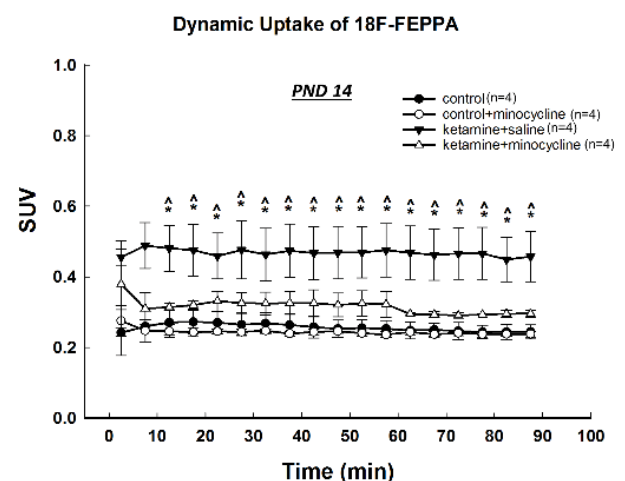 Dynamic Uptake of 18F-FEPPA
1.0
PND 14
control(n=4)
control+minocycline (n=4)
ketamine+saline(n=4)
ketamine+minocycline (n=4)
0.8
^ ^ ^ ^ ^ ^ ^ ^ ^ ^ ^ ^ ^ ^ ^ ^
* * * * * * * * * * * * * * * *
0.6
SUV
0.4
0.2
0.0
0 10 20 30 40 50 60 70 80 90 100
Time (min)